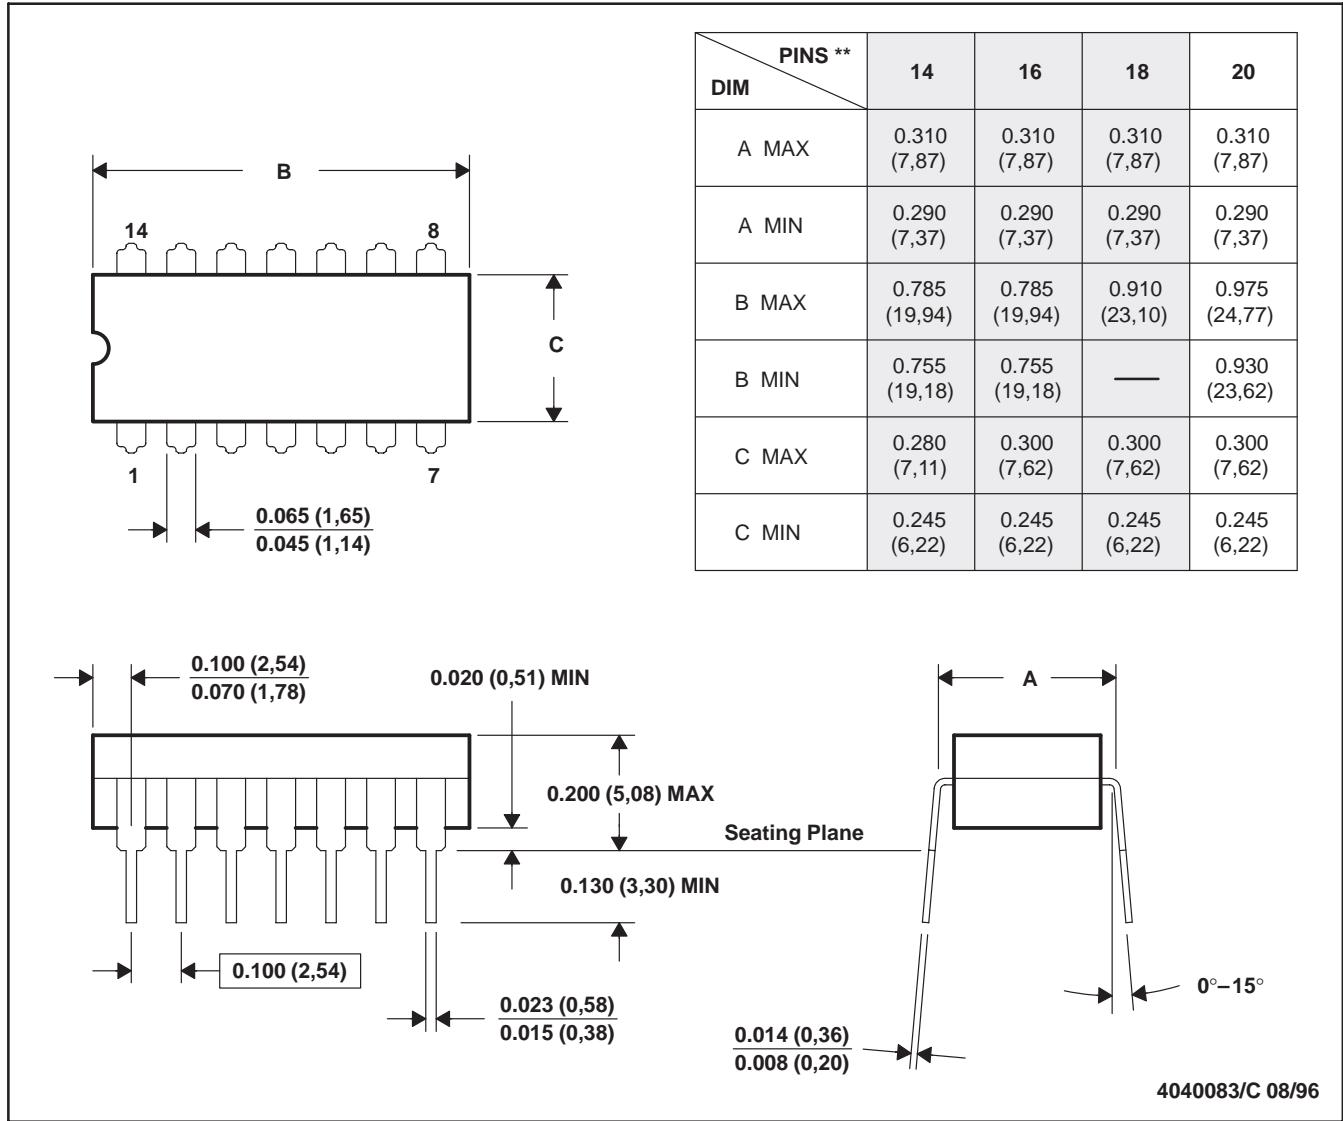 PINS **
DIM
14 16 18 20
A MAX 0.310 (7,87) 0.310 (7,87) 0.310 (7,87) 0.310 (7,87)
A MIN 0.290 (7,37) 0.290 (7,37) 0.290 (7,37) 0.290 (7,37)
B MAX 0.785 (19,94) 0.785 (19,94) 0.910 (23,10) 0.975 (24,77)
B MIN 0.755 (19,18) 0.755 (19,18) — 0.930 (23,62)
C MAX 0.280 (7,11) 0.300 (7,62) 0.300 (7,62) 0.300 (7,62)
C MIN 0.245 (6,22) 0.245 (6,22) 0.245 (6,22) 0.245 (6,22)
B
14 8
C
1 7
0.065 (1,65)
0.045 (1,14)
0.100 (2,54)
0.070 (1,78)
0.020 (0,51) MIN
0.200 (5,08) MAX
Seating Plane
0.130 (3,30) MIN
0.100 (2,54)
0.023 (0,58)
0.015 (0,38)
A
0°–15°
0.014 (0,36)
0.008 (0,20)
4040083/C 08/96